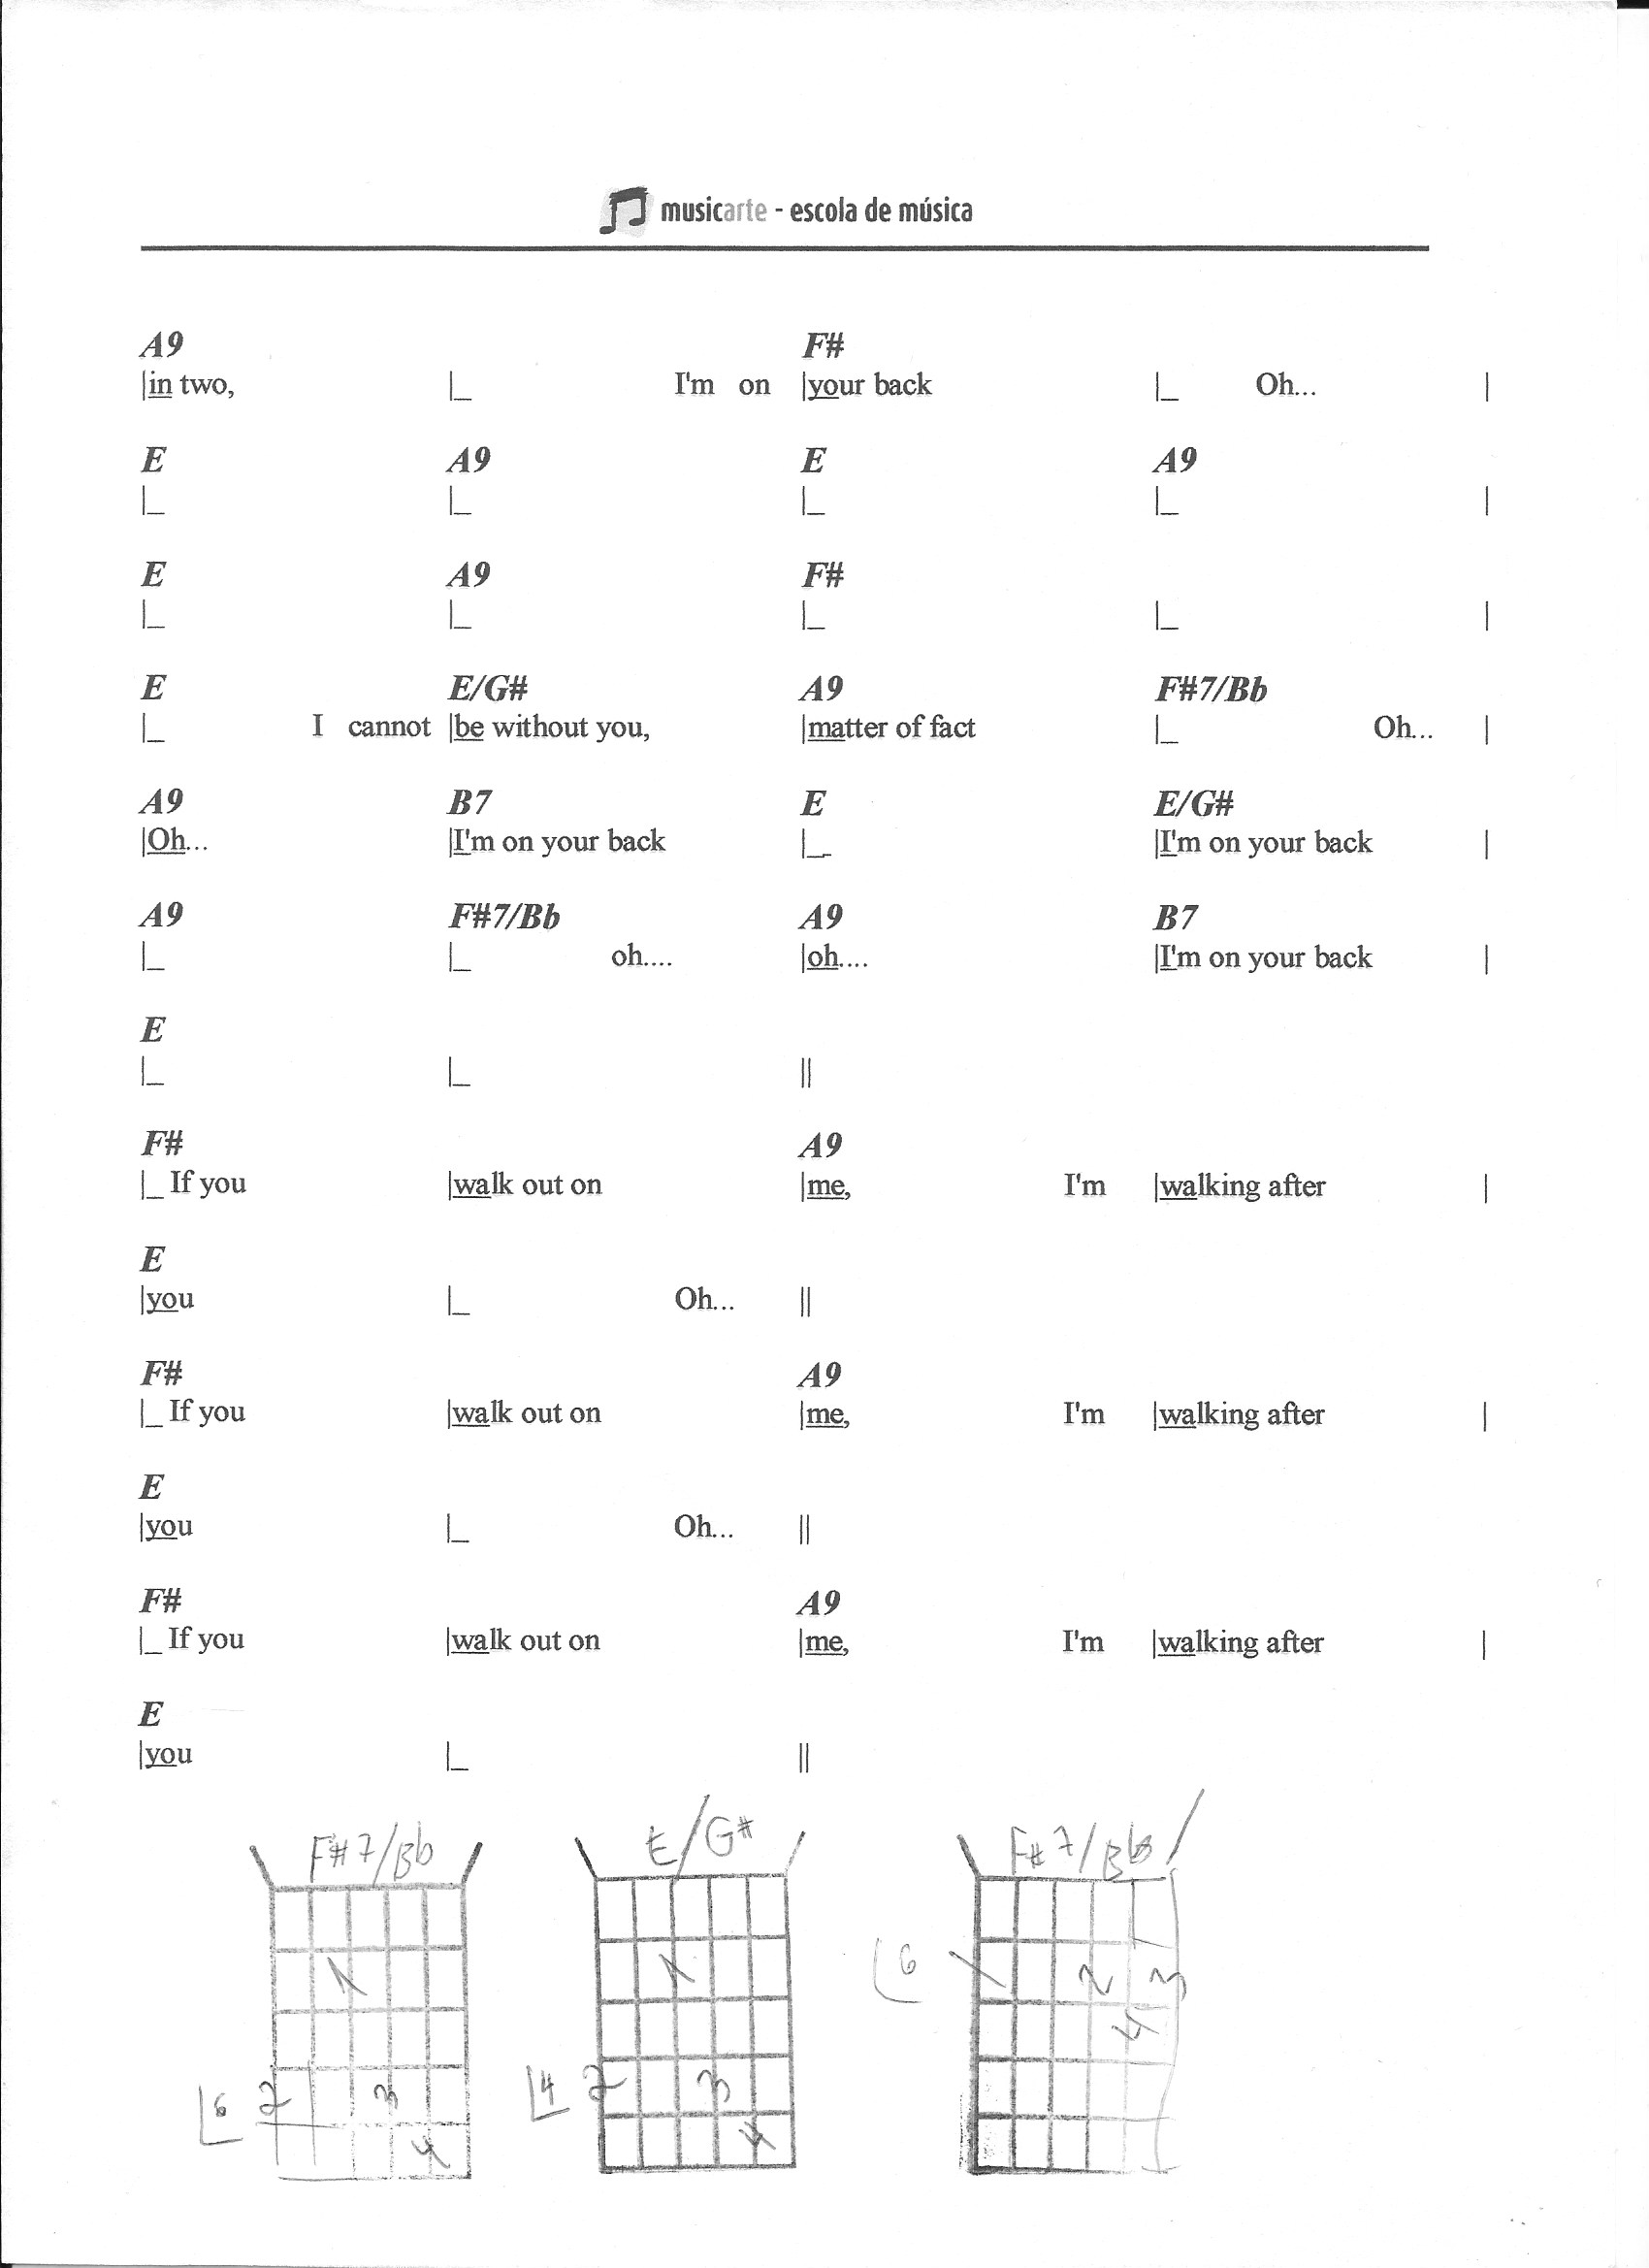 musicarte - escola de música
A9 F#
|in two, |_ I'm on |your back |_ Oh... |
E A9 E A9
|_ |_ |_ |_ |
E A9 F#
|_ |_ |_ |_ |
E E/G# A9 F#7/Bb
|_ I cannot |be without you, |matter of fact |_ Oh... |
A9 B7 E E/G#
|Oh... |I'm on your back |_ |I'm on your back |
A9 F#7/Bb A9 B7
|_ |_ oh.... |oh.... |I'm on your back |
E
|_ |_ ||
F# A9
|_ If you |walk out on |me, I'm |walking after |
E
|you |_ Oh... ||
F# A9
|_ If you |walk out on |me, I'm |walking after |
E
|you |_ Oh... ||
F# A9
|_ If you |walk out on |me, I'm |walking after |
E
|you |_ ||
F#7/Bb E/G# F#7/Bb
1 1 6 2 3
4
6 2 3 4 2 3
4 4